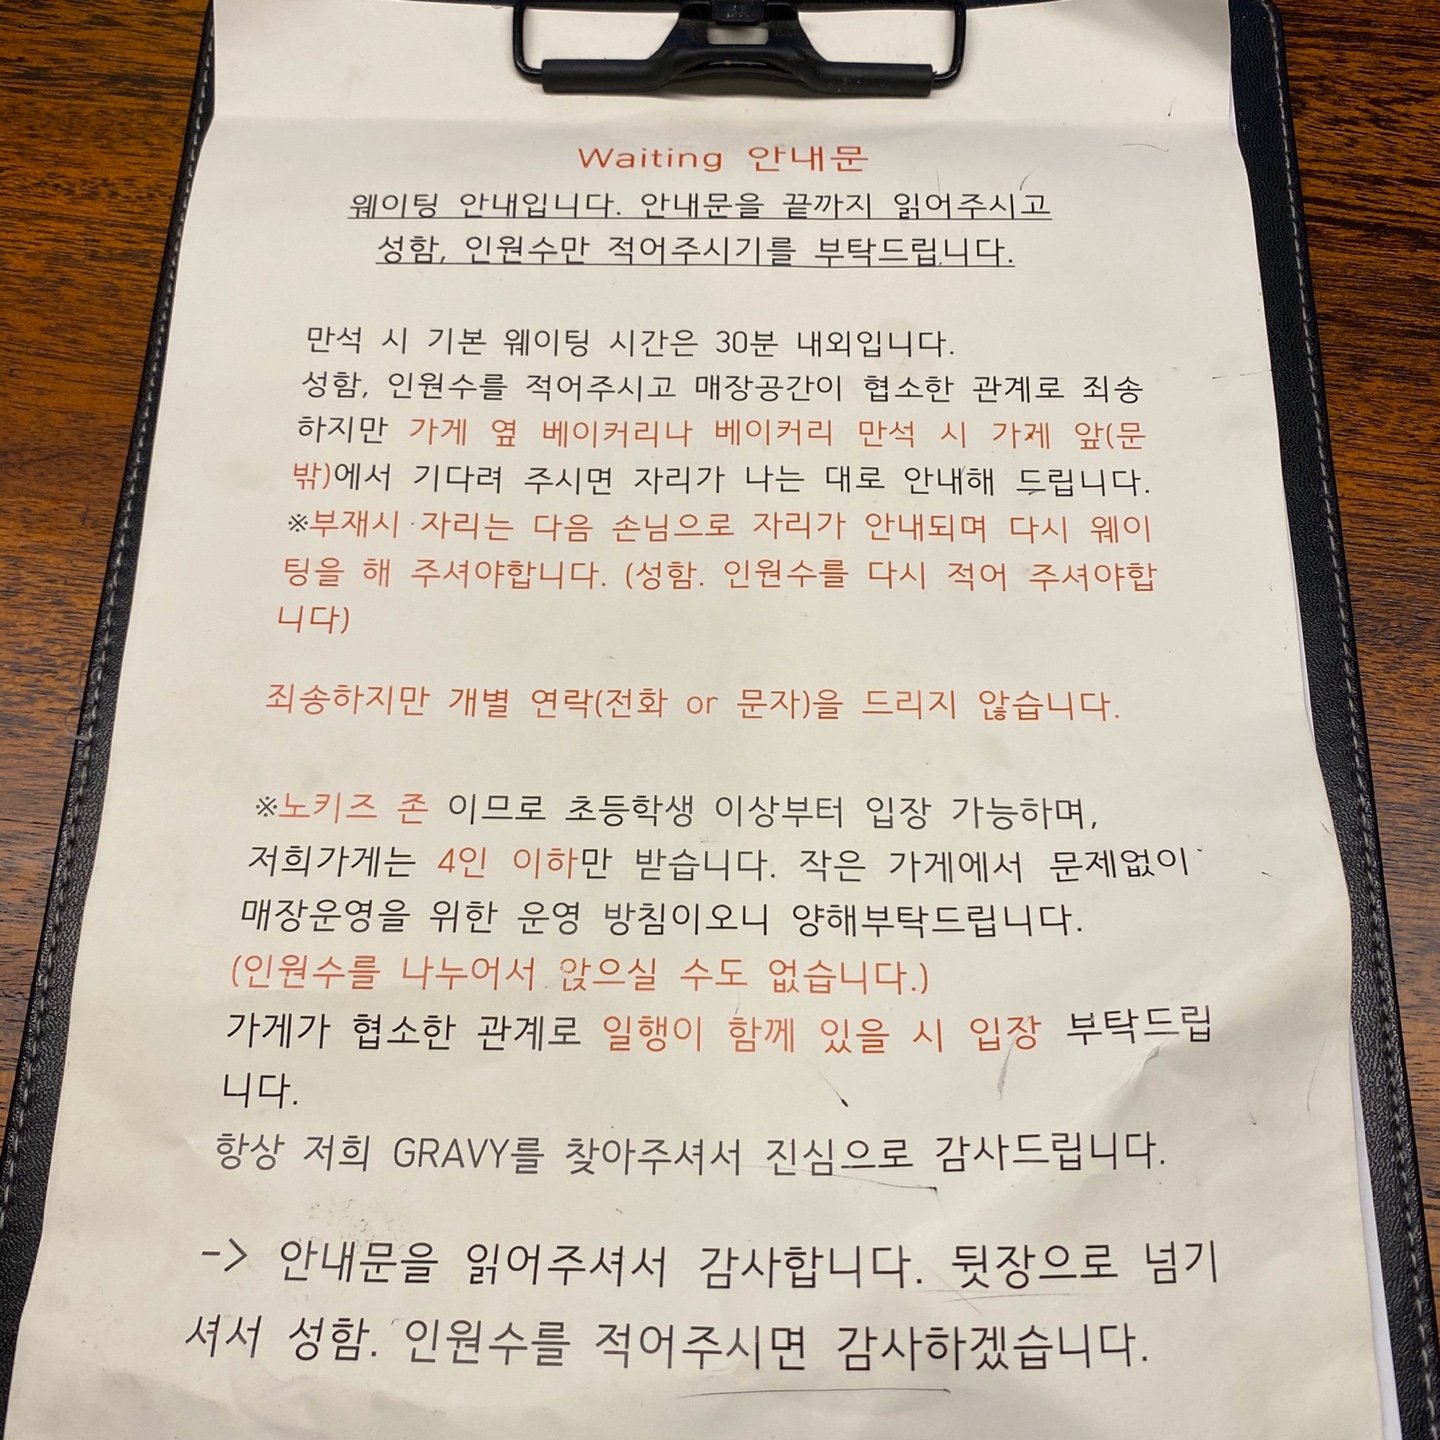 Waiting 안내문
웨이팅 안내입니다. 안내문을 끝까지 읽어주시고
성함, 인원수만 적어주시기를 부탁드립니다.
만석 시 기본 웨이팅 시간은 30분 내외입니다.
성함, 인원수를 적어주시고 매장공간이 협소한 관계로 죄송
하지만 가게 옆 베이커리나 베이커리 만석 시 가게 앞(문
밖)에서 기다려 주시면 자리가 나는 대로 안내해 드립니다.
※부재시 자리는 다음 손님으로 자리가 안내되며 다시 웨이
팅을 해 주셔야합니다. (성함. 인원수를 다시 적어 주셔야합
니다)
죄송하지만 개별 연락(전화 or 문자)을 드리지 않습니다.
※노키즈 존 이므로 초등학생 이상부터 입장 가능하며,
저희가게는 4인 이하만 받습니다. 작은 가게에서 문제없이
매장운영을 위한 운영 방침이오니 양해부탁드립니다.
(인원수를 나누어서 앉으실 수도 없습니다.)
가게가 협소한 관계로 일행이 함께 있을 시 입장 부탁드립
니다.
항상 저희 GRAVY를 찾아주셔서 진심으로 감사드립니다.
-> 안내문을 읽어주셔서 감사합니다. 뒷장으로 넘기
셔서 성함. 인원수를 적어주시면 감사하겠습니다.